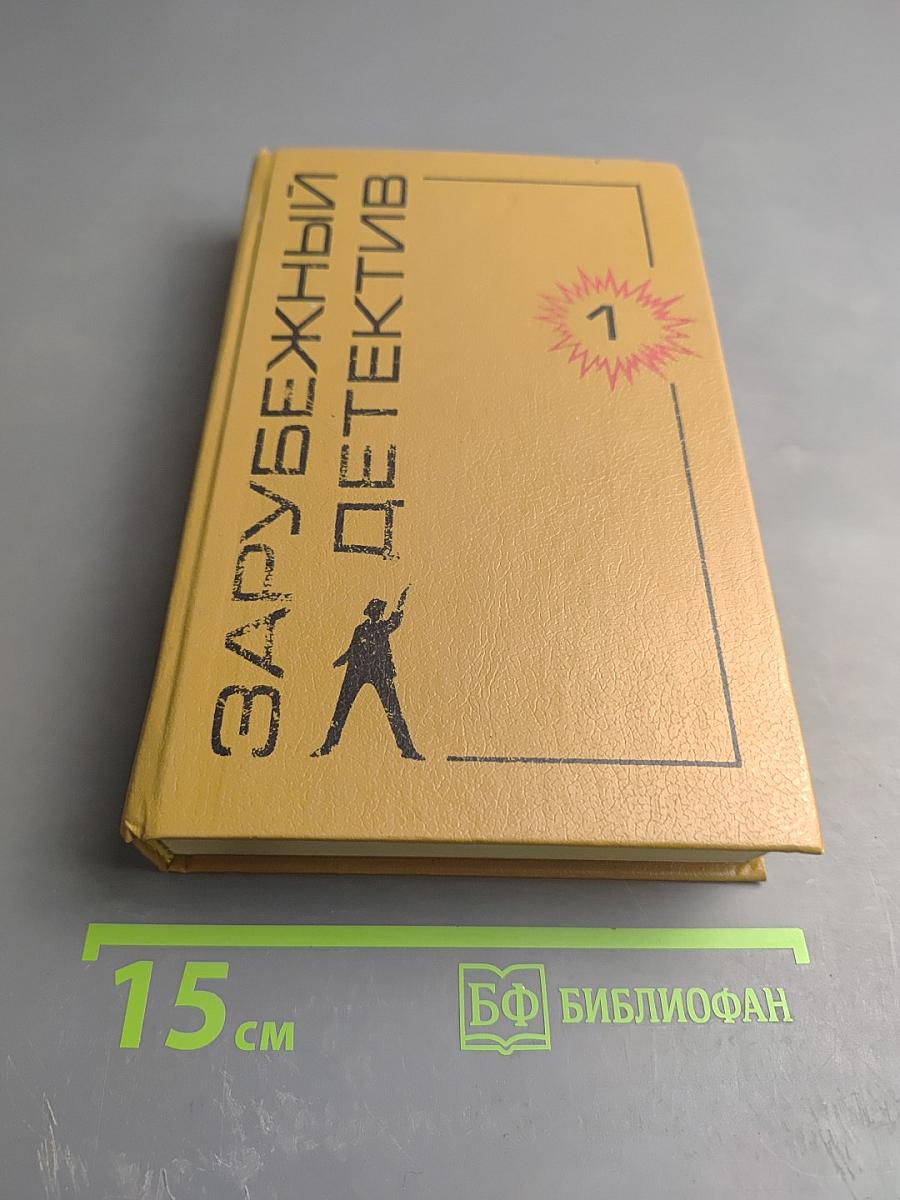 ЗАРУБЕЖНЫЙ
ДЕТЕКТИВ
1
15 см
БФ БИБЛИОФАН